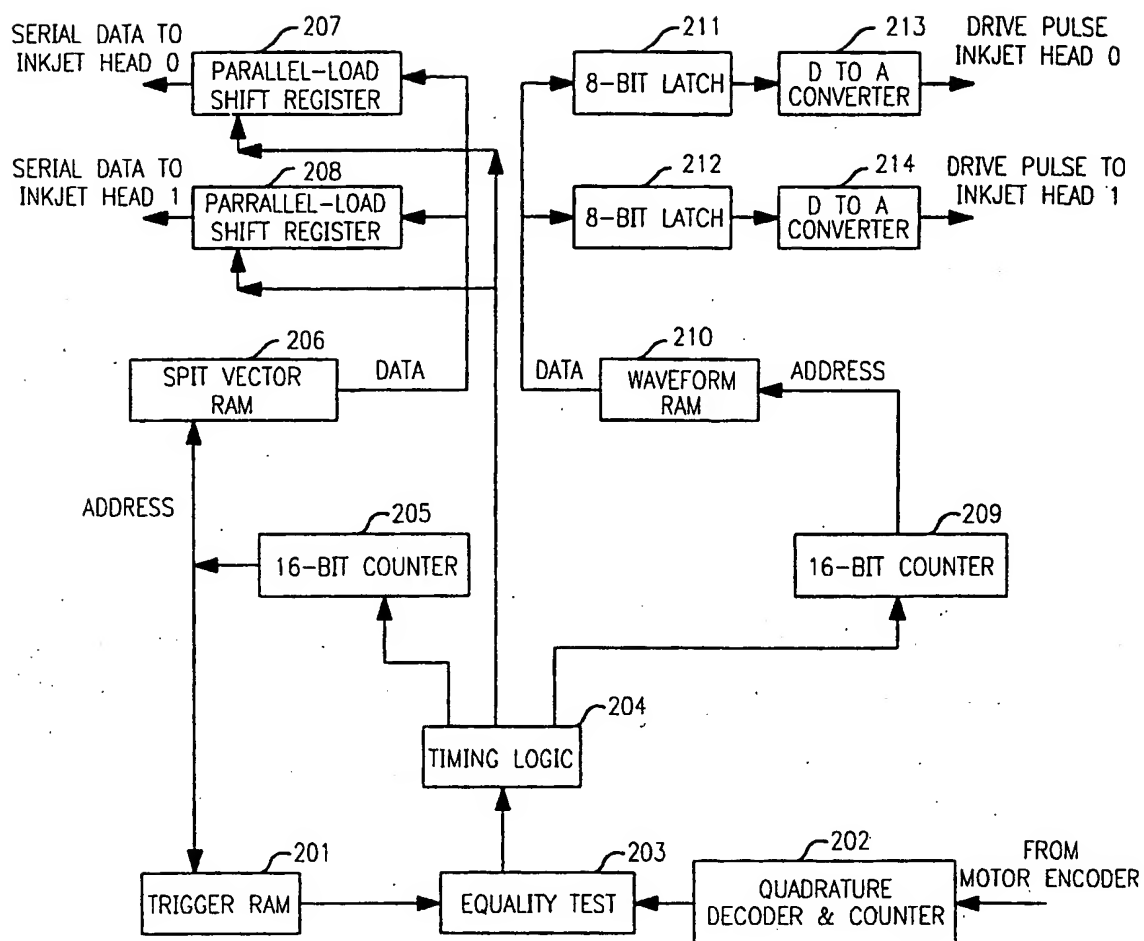 SERIAL DATA TO
INKJET HEAD 0
207
PARALLEL-LOAD
SHIFT REGISTER
211
8-BIT LATCH
213
D TO A
CONVERTER
DRIVE PULSE
INKJET HEAD 0
SERIAL DATA TO
INKJET HEAD 1
208
PARRALLEL-LOAD
SHIFT REGISTER
212
8-BIT LATCH
214
D TO A
CONVERTER
DRIVE PULSE TO
INKJET HEAD 1
206
SPIT VECTOR
RAM
DATA
DATA
210
WAVEFORM
RAM
ADDRESS
ADDRESS
205
16-BIT COUNTER
209
16-BIT COUNTER
204
TIMING LOGIC
201
TRIGGER RAM
203
EQUALITY TEST
202
QUADRATURE
DECODER & COUNTER
FROM
MOTOR ENCODER